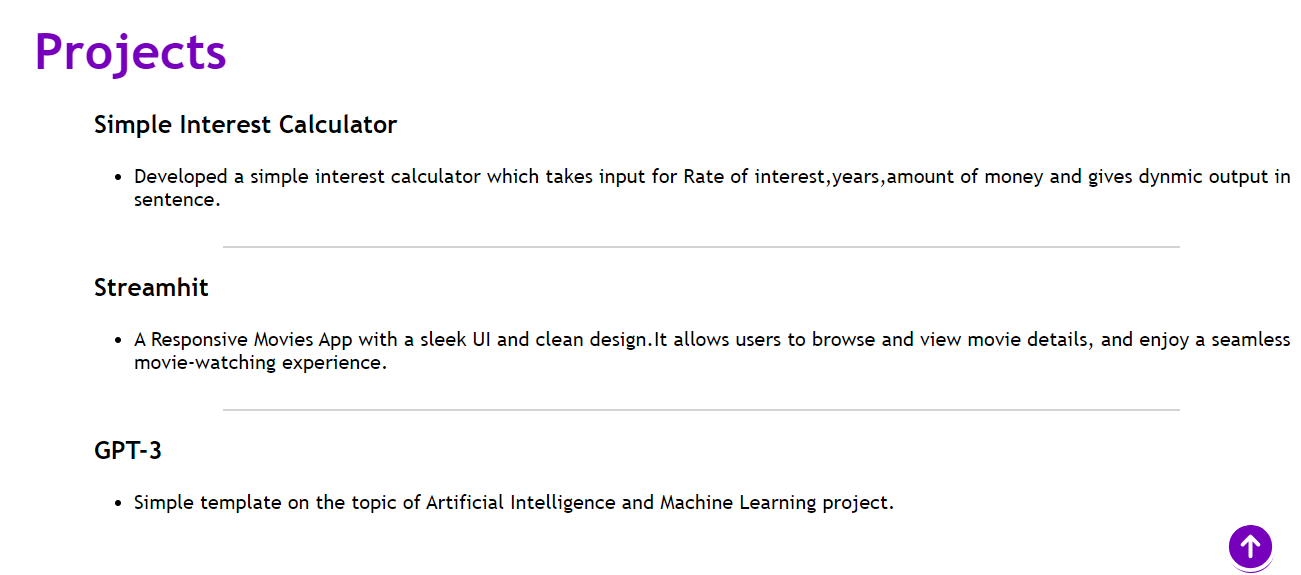 Projects
Simple Interest Calculator
• Developed a simple interest calculator which takes input for Rate of interest,years,amount of money and gives dynmic output in
sentence.
Streamhit
• A Responsive Movies App with a sleek UI and clean design.It allows users to browse and view movie details, and enjoy a seamless
movie-watching experience.
GPT-3
• Simple template on the topic of Artificial Intelligence and Machine Learning project.